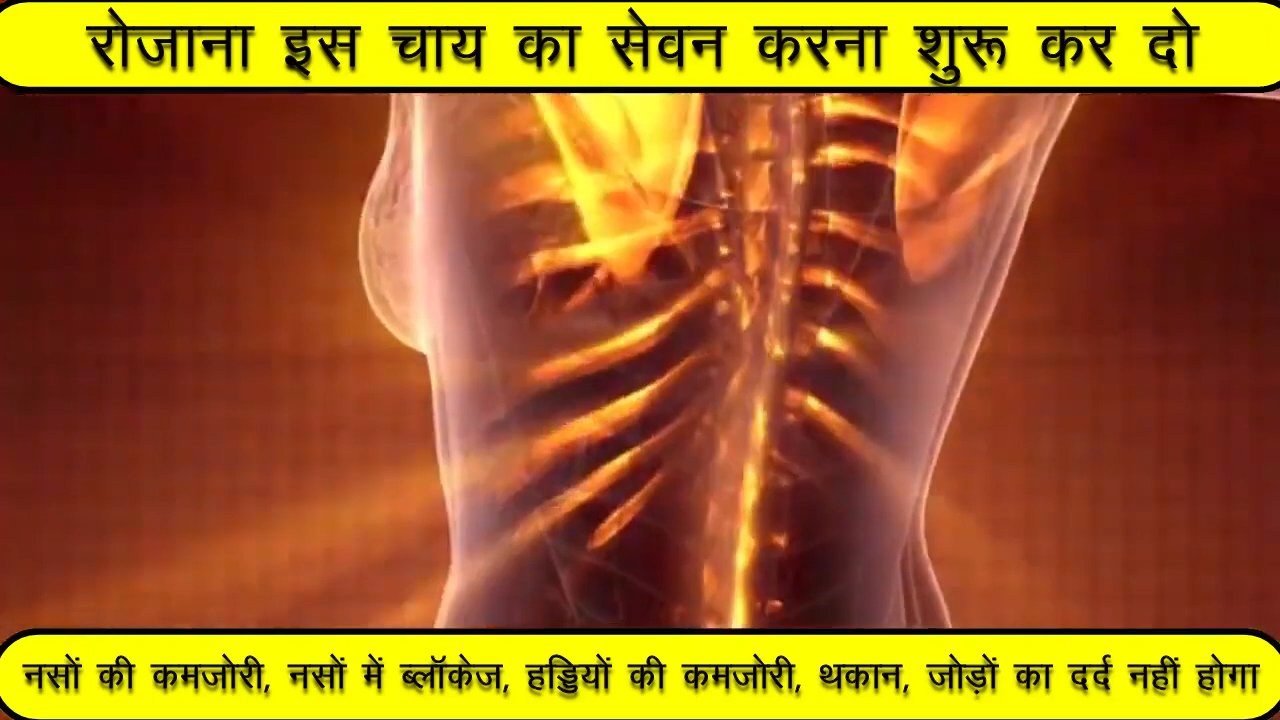 रोजाना इस चाय का सेवन करना शुरू कर दो
नसों की कमजोरी, नसों में ब्लॉकेज, हड्डियों की कमजोरी, थकान, जोड़ों का दर्द नहीं होगा